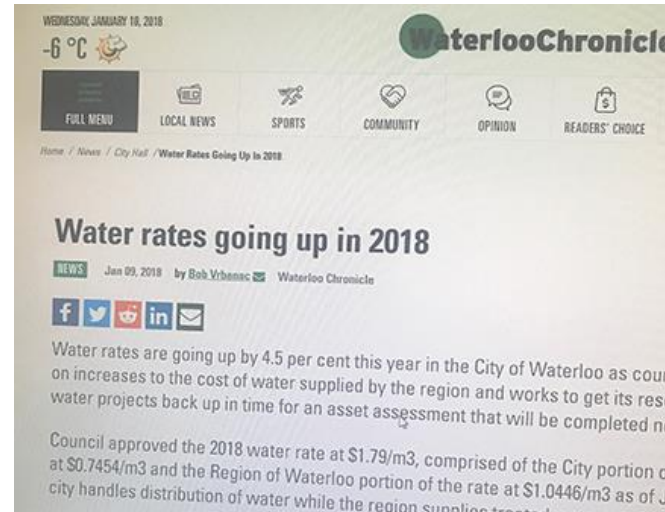 WEDNESDAY, JANUARY 10, 2018
-6 °C
WaterlooChronicle
FULL MENU
LOCAL NEWS
SPORTS
COMMUNITY
OPINION
READERS' CHOICE
Home / News / City Hall / Water Rates Going Up In 2018
Water rates going up in 2018
NEWS Jan 09, 2018 by Bob Vrbanac Waterloo Chronicle
f in
Water rates are going up by 4.5 per cent this year in the City of Waterloo as cou
on increases to the cost of water supplied by the region and works to get its res
water projects back up in time for an asset assessment that will be completed n
Council approved the 2018 water rate at $1.79/m3, comprised of the City portion o
at $0.7454/m3 and the Region of Waterloo portion of the rate at $1.0446/m3 as of J
city handles distribution of water while the region supplies